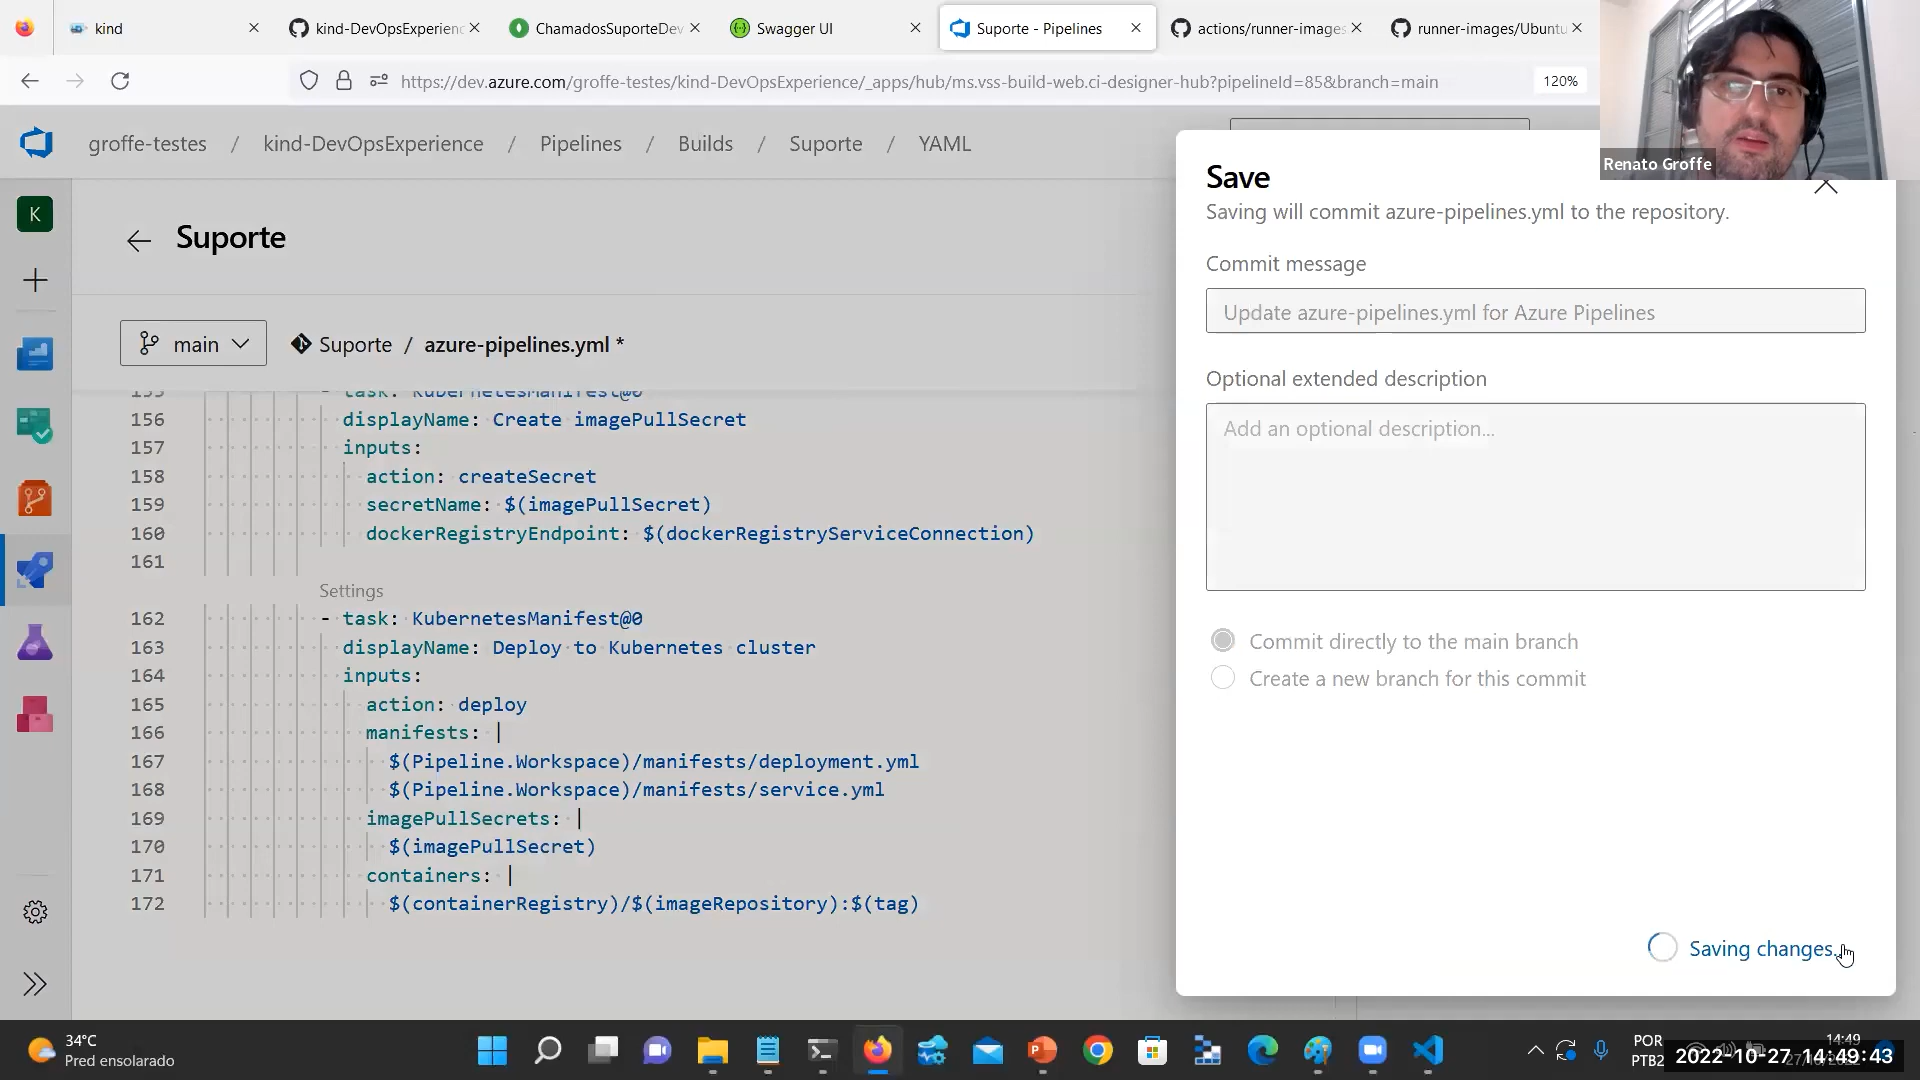 kind
kind-DevOpsExperienc
ChamadosSuporteDev
Swagger UI
Suporte - Pipelines
actions/runner-images
runner-images/Ubuntu
https://dev.azure.com/groffe-testes/kind-DevOpsExperience/_apps/hub/ms.vss-build-web.ci-designer-hub?pipelineId=85&branch=main
120%
groffe-testes / kind-DevOpsExperience / Pipelines / Builds / Suporte / YAML
Renato Groffe
K
Suporte
main
Suporte / azure-pipelines.yml *
155 - task: KubernetesManifest@0
156 displayName: Create imagePullSecret
157 inputs:
158 action: createSecret
159 secretName: $(imagePullSecret)
160 dockerRegistryEndpoint: $(dockerRegistryServiceConnection)
161
Settings
162 - task: KubernetesManifest@0
163 displayName: Deploy to Kubernetes cluster
164 inputs:
165 action: deploy
166 manifests: |
167 $(Pipeline.Workspace)/manifests/deployment.yml
168 $(Pipeline.Workspace)/manifests/service.yml
169 imagePullSecrets: |
170 $(imagePullSecret)
171 containers: |
172 $(containerRegistry)/$(imageRepository):$(tag)
Save
Saving will commit azure-pipelines.yml to the repository.
Commit message
Update azure-pipelines.yml for Azure Pipelines
Optional extended description
Add an optional description...
Commit directly to the main branch
Create a new branch for this commit
Saving changes.
34°C
Pred ensolarado
POR
PTB2
14:49
2022-10-27 14:49:43